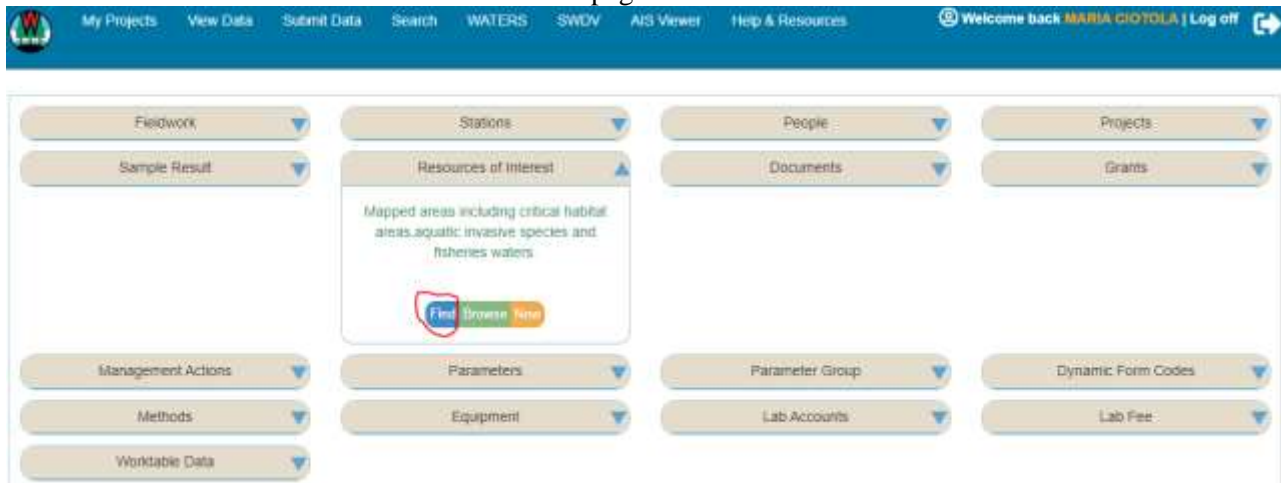 My Projects View Data Submit Data Search WATERS SWDV AIS Viewer Help & Resources Welcome back MARIA CIOTOLA | Log off
Fieldwork Stations People Projects
Sample Result Resources of Interest Documents Grants
Mapped areas including critical habitat
areas,aquatic invasive species and
fisheries waters
Find Browse New
Management Actions Parameters Parameter Group Dynamic Form Codes
Methods Equipment Lab Accounts Lab Fee
Worktable Data